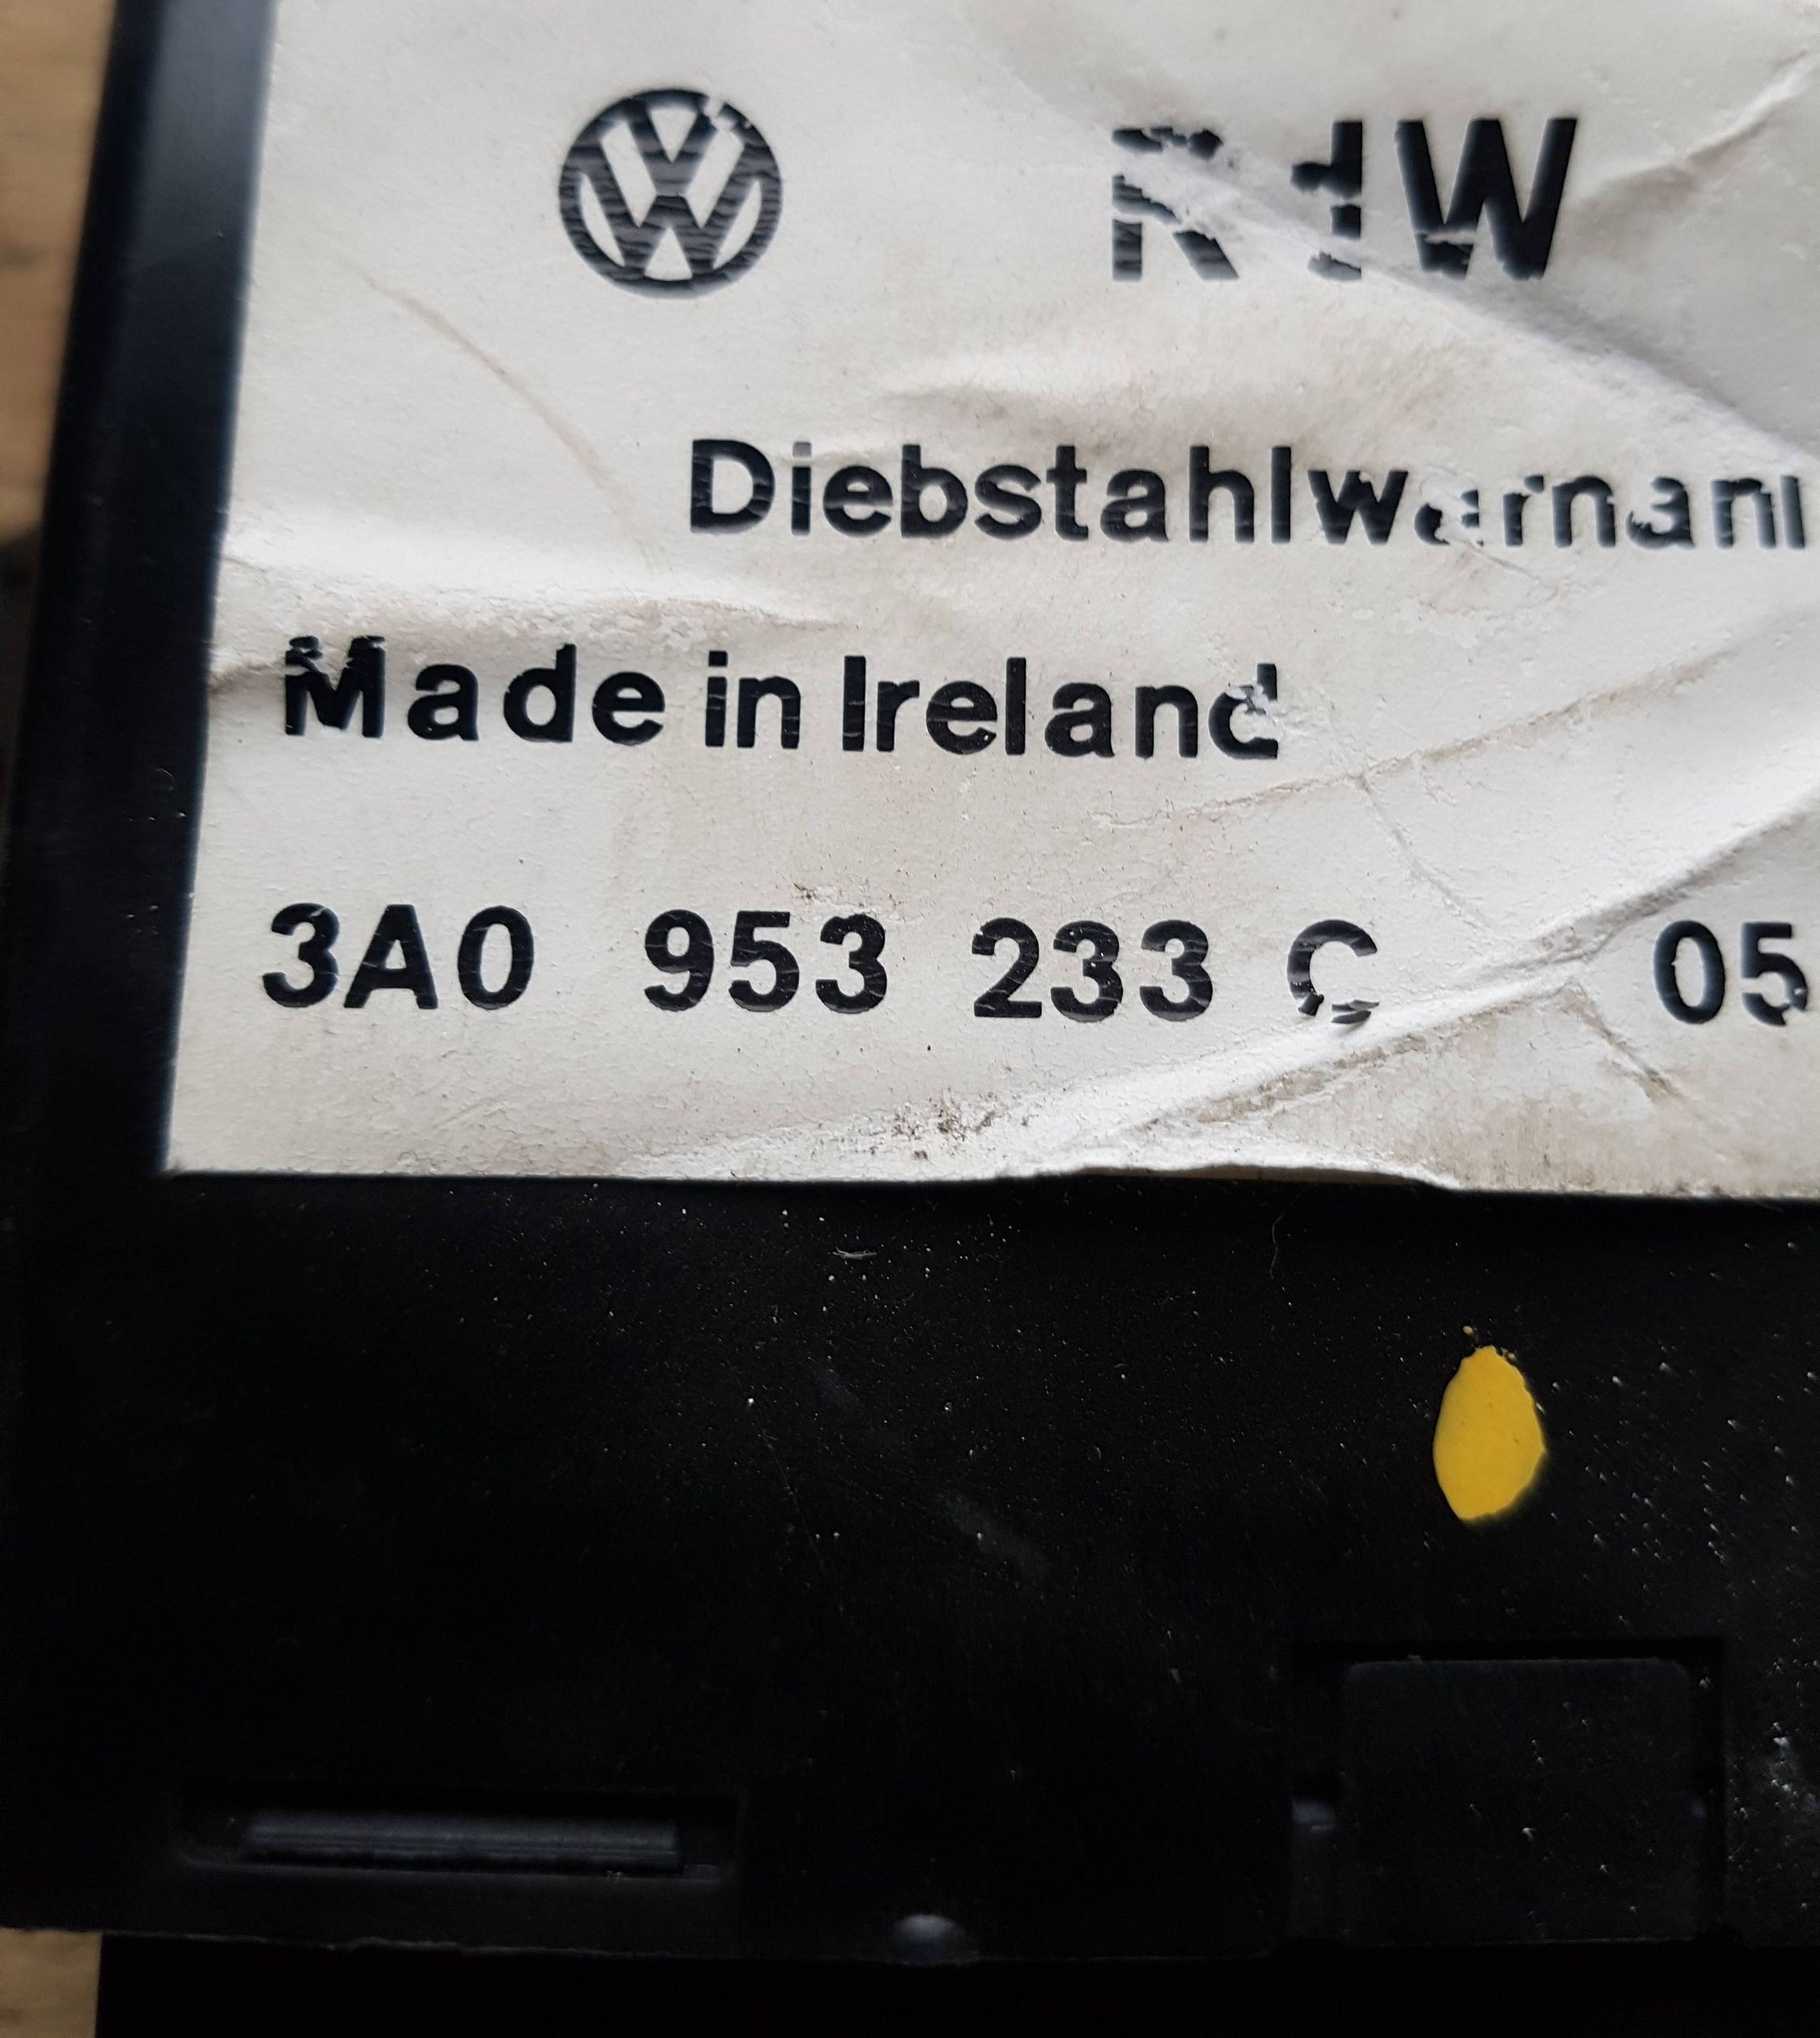 Diebstahlwarnanl
Made in Ireland
3A0 953 233 C 05